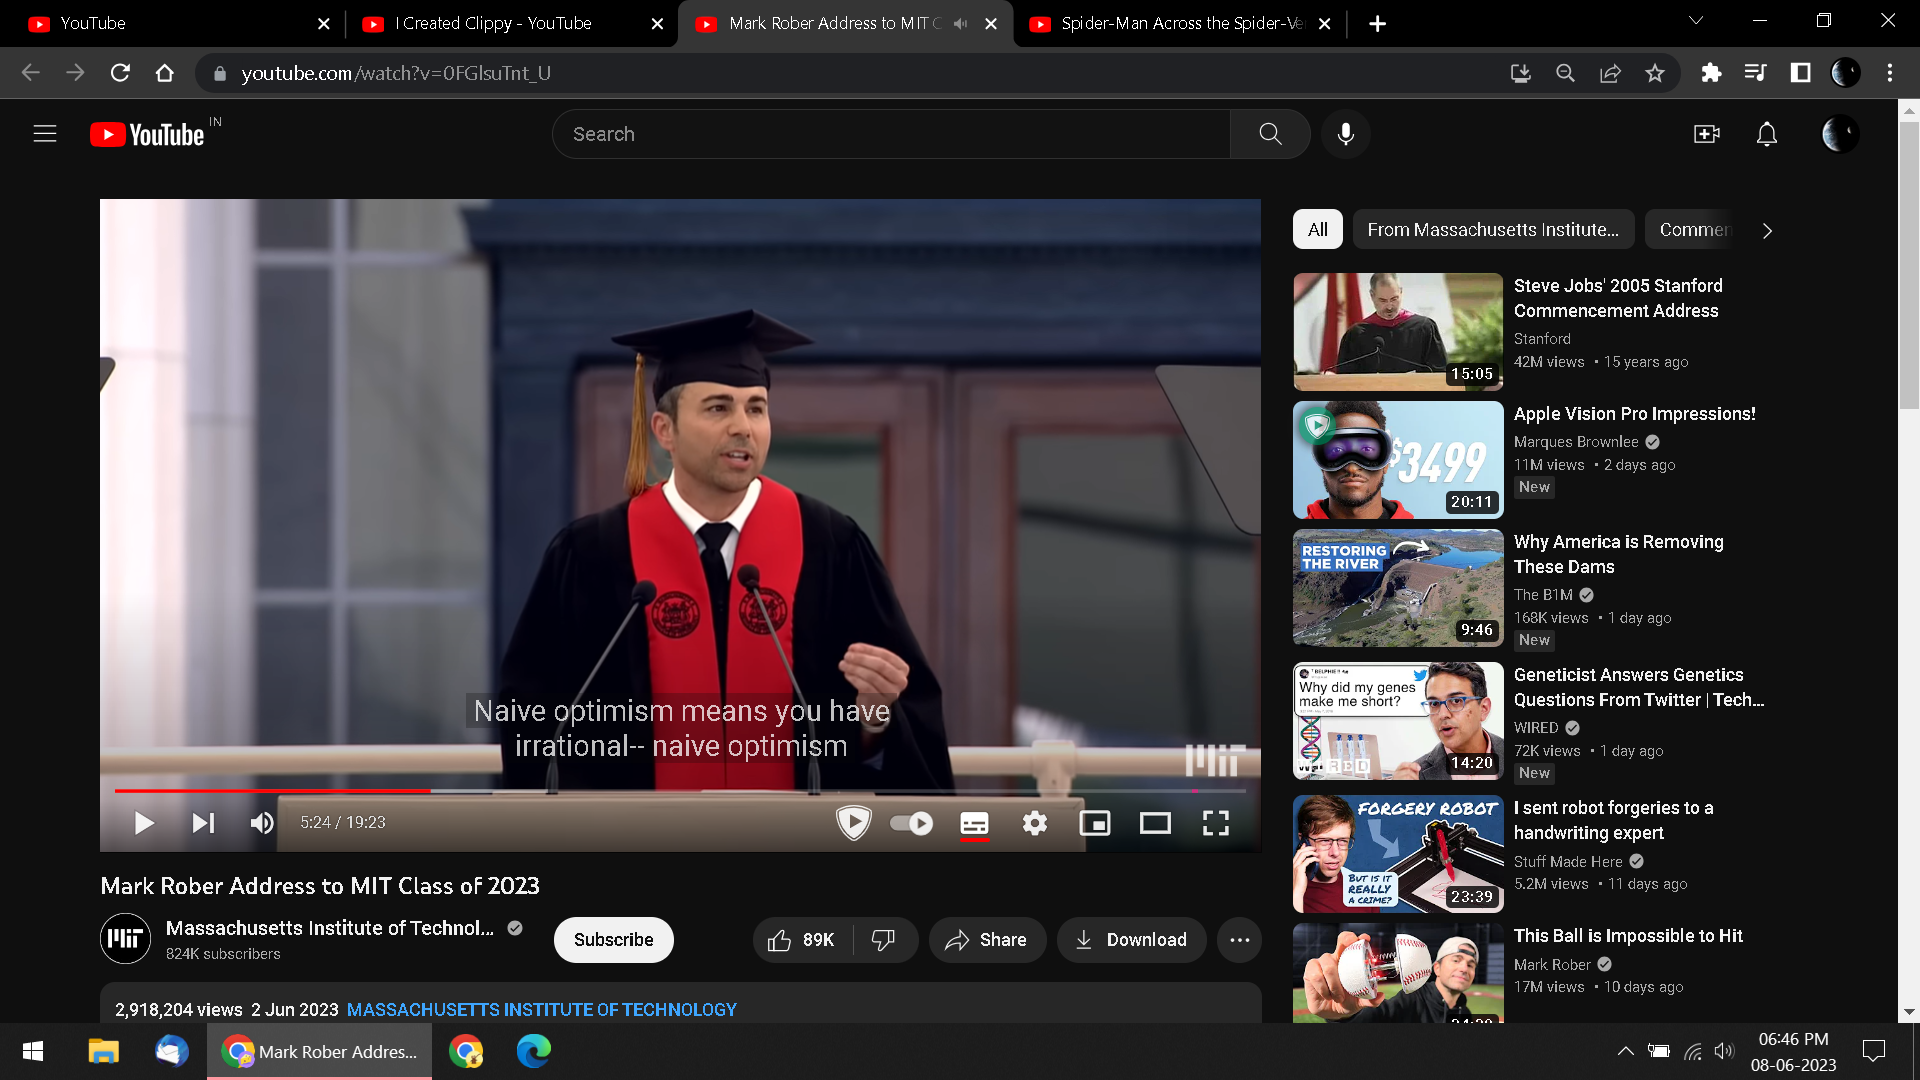 YouTube
I Created Clippy - YouTube
Mark Rober Address to MIT C
Spider-Man Across the Spider-Ve
youtube.com/watch?v=0FGlsuTnt_U
YouTube IN
Search
All
From Massachusetts Institute...
Commen
Naive optimism means you have
irrational-- naive optimism
MIT
5:24 / 19:23
Mark Rober Address to MIT Class of 2023
MIT
Massachusetts Institute of Technol...
824K subscribers
Subscribe
89K
Share
Download
2,918,204 views 2 Jun 2023 MASSACHUSETTS INSTITUTE OF TECHNOLOGY
15:05
Steve Jobs' 2005 Stanford
Commencement Address
Stanford
42M views • 15 years ago
$3499
20:11
Apple Vision Pro Impressions!
Marques Brownlee
11M views • 2 days ago
New
RESTORING
THE RIVER
9:46
Why America is Removing
These Dams
The B1M
168K views • 1 day ago
New
Why did my genes
make me short?
WIRED
14:20
Geneticist Answers Genetics
Questions From Twitter | Tech...
WIRED
72K views • 1 day ago
New
FORGERY ROBOT
BUT IS IT
REALLY
A CRIME?
23:39
I sent robot forgeries to a
handwriting expert
Stuff Made Here
5.2M views • 11 days ago
This Ball is Impossible to Hit
Mark Rober
17M views • 10 days ago
Mark Rober Addres...
06:46 PM
08-06-2023